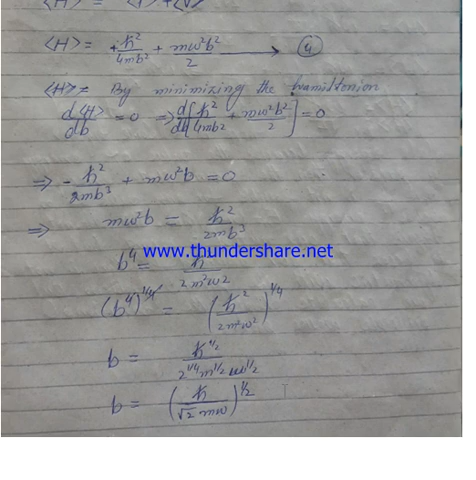 <H> = <T> + <V>
<H> = + ħ²/4mb² + mω²b²/2 → (4)
<H> = By minimizing the hamiltonion
d<H>/db = 0 ⇒ d/db [ħ²/4mb² + mω²b²/2] = 0
⇒ - ħ²/2mb³ + mω²b = 0
⇒ mω²b = ħ²/2mb³
www.thundershare.net
b⁴ = ħ/2m²ω2
(b⁴)^1/4 = (ħ²/2m²ω²)^1/4
b = ħ^1/2 / 2^1/4 m^1/2 ω^1/2
b = (ħ/√2 mω)^1/2